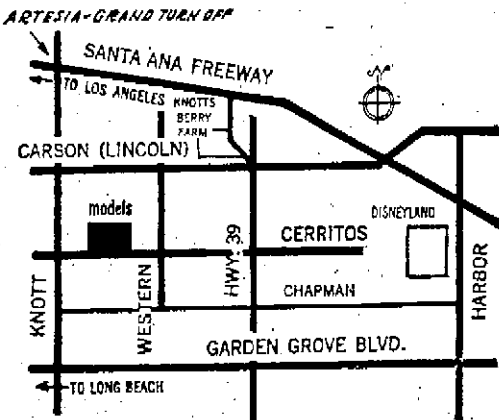 ARTESIA-GRAND TURN OFF
SANTA ANA FREEWAY
TO LOS ANGELES
KNOTTS
BERRY
FARM
CARSON (LINCOLN)
models
DISNEYLAND
CERRITOS
KNOTT
WESTERN
HWY. 39
HARBOR
CHAPMAN
GARDEN GROVE BLVD.
TO LONG BEACH